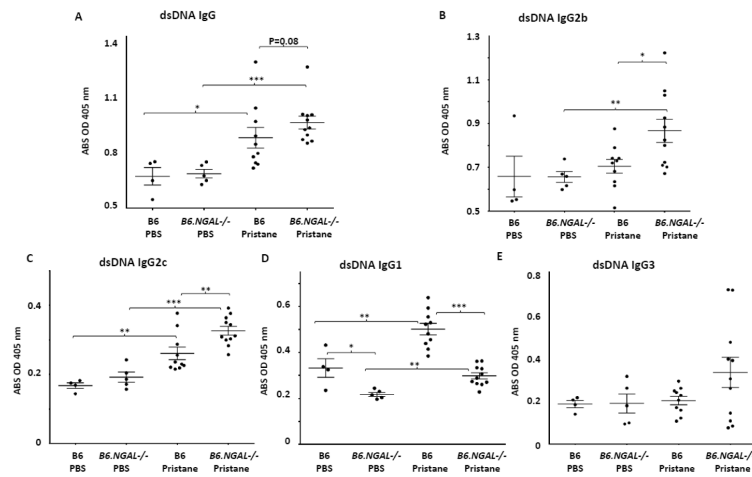 A
dsDNA IgG
P=0.08
***
*
ABS OD 405 nm
1.4
1.1
0.8
0.5
B6
PBS
B6.NGAL-/-
PBS
B6
Pristane
B6.NGAL-/-
Pristane
B
dsDNA IgG2b
*
**
ABS OD 405 nm
1.3
1.1
0.9
0.7
0.5
B6
PBS
B6.NGAL-/-
PBS
B6
Pristane
B6.NGAL-/-
Pristane
C
dsDNA IgG2c
**
***
**
ABS OD 405 nm
0.4
0.2
0
B6
PBS
B6.NGAL-/-
PBS
B6
Pristane
B6.NGAL-/-
Pristane
D
dsDNA IgG1
**
***
*
**
ABS OD 405 nm
0.6
0.4
0.2
0
B6
PBS
B6.NGAL-/-
PBS
B6
Pristane
B6.NGAL-/-
Pristane
E
dsDNA IgG3
ABS OD 405 nm
0.8
0.6
0.4
0.2
0
B6
PBS
B6.NGAL-/-
PBS
B6
Pristane
B6.NGAL-/-
Pristane